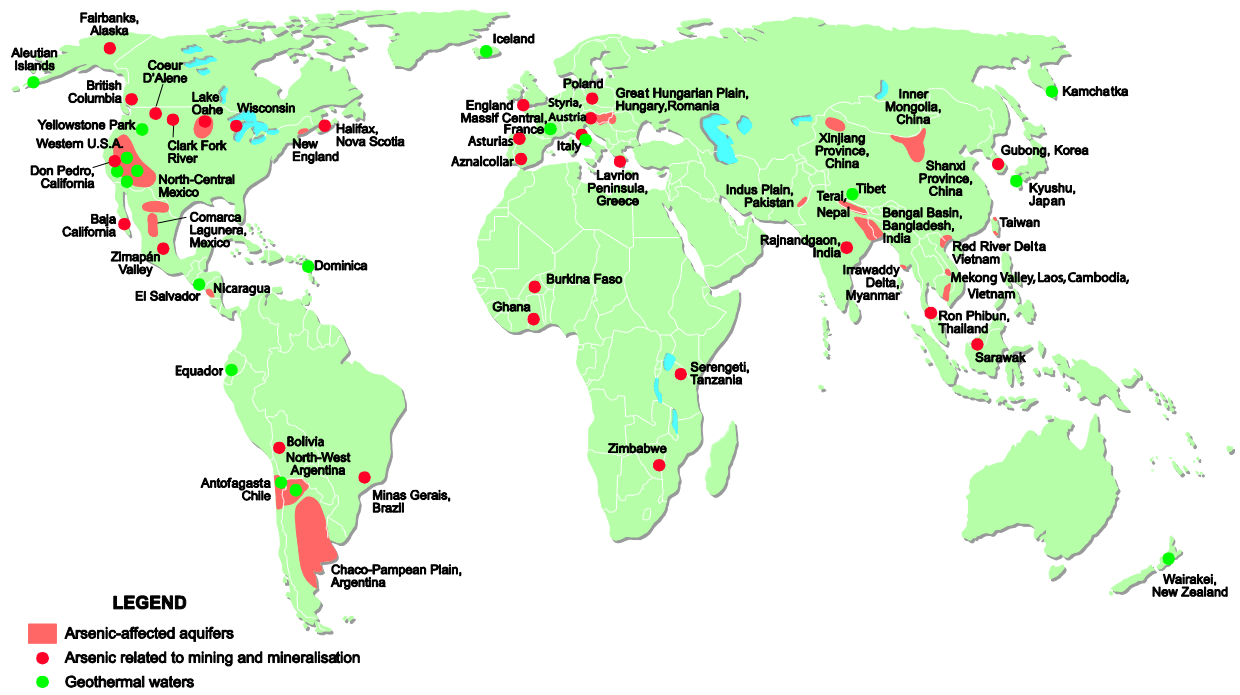 Fairbanks,
Alaska
Aleutian
Islands
Coeur
D'Alene
British
Columbia
Lake
Oahe
Wisconsin
Yellowstone Park
Western U.S.A.
Clark Fork
River
New
England
Halifax,
Nova Scotia
Don Pedro,
California
North-Central
Mexico
Baja
California
Comarca
Lagunera,
Mexico
Zimapán
Valley
El Salvador
Nicaragua
Dominica
Equador
Bolivia
North-West
Argentina
Antofagasta
Chile
Minas Gerais,
Brazil
Chaco-Pampean Plain,
Argentina
Iceland
Poland
England
Styria,
Austria
Great Hungarian Plain,
Hungary,Romania
Massif Central,
France
Asturias
Aznalcollar
Italy
Lavrion
Peninsula,
Greece
Burkina Faso
Ghana
Serengeti,
Tanzania
Zimbabwe
Inner
Mongolia,
China
Kamchatka
Xinjiang
Province,
China
Shanxi
Province,
China
Gubong, Korea
Kyushu,
Japan
Indus Plain,
Pakistan
Terai,
Nepal
Tibet
Bengal Basin,
Bangladesh,
India
Taiwan
Rajnandgaon,
India
Red River Delta
Vietnam
Irrawaddy
Delta,
Myanmar
Mekong Valley,Laos,Cambodia,
Vietnam
Ron Phibun,
Thailand
Sarawak
Wairakei,
New Zealand
LEGEND
Arsenic-affected aquifers
Arsenic related to mining and mineralisation
Geothermal waters